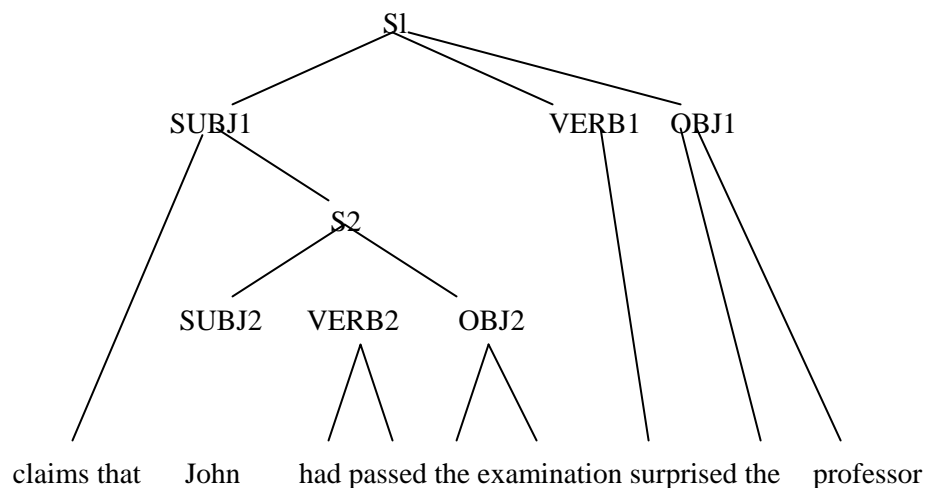 S1
SUBJ1 VERB1 OBJ1
S2
SUBJ2 VERB2 OBJ2
claims that John had passed the examination surprised the professor